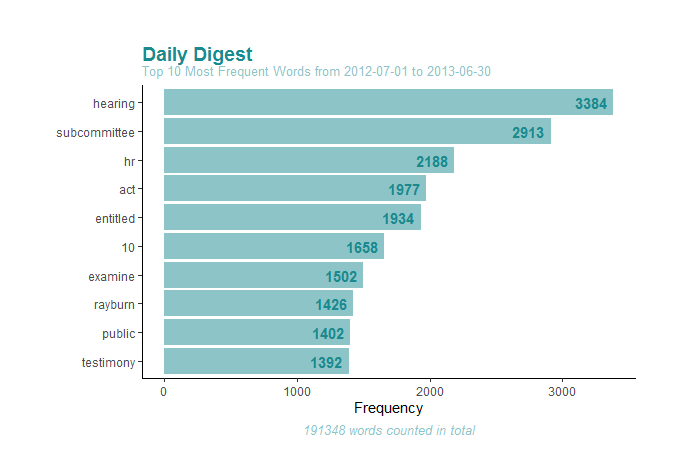 Daily Digest
Top 10 Most Frequent Words from 2012-07-01 to 2013-06-30
hearing 3384
subcommittee 2913
hr 2188
act 1977
entitled 1934
10 1658
examine 1502
rayburn 1426
public 1402
testimony 1392
0 1000 2000 3000
Frequency
191348 words counted in total